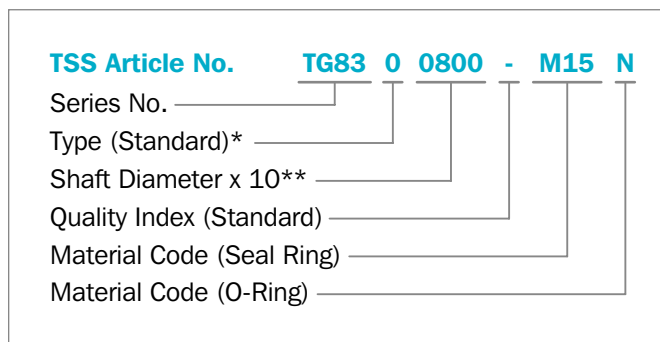 TSS Article No. TG83 0 0800 - M15 N
Series No.
Type (Standard)*
Shaft Diameter x 10**
Quality Index (Standard)
Material Code (Seal Ring)
Material Code (O-Ring)